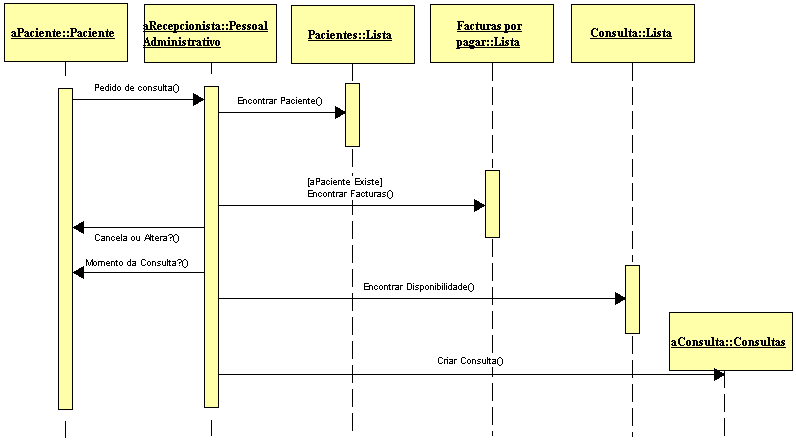 aPaciente::Paciente
aRecepcionista::Pessoal
Administrativo
Pacientes::Lista
Facturas por
pagar::Lista
Consulta::Lista
Pedido de consulta()
Encontrar Paciente()
[aPaciente Existe]
Encontrar Facturas()
Cancela ou Altera?()
Momento da Consulta?()
Encontrar Disponibilidade()
aConsulta::Consultas
Criar Consulta()